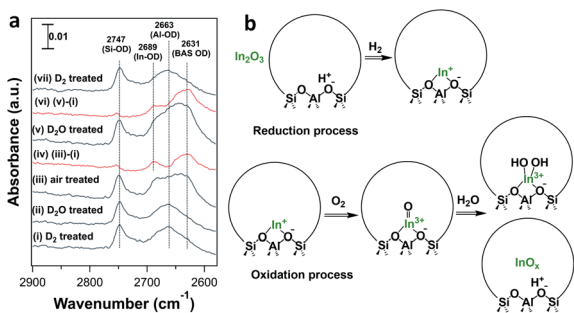 a
0.01
2747
(Si-OD)
2689
(In-OD)
2663
(Al-OD)
2631
(BAS OD)
(vii) D₂ treated
(vi) (v)-(i)
(v) D₂O treated
(iv) (iii)-(i)
(iii) air treated
(ii) D₂O treated
(i) D₂ treated
Absorbance (a.u.)
2900
2800
2700
2600
Wavenumber (cm⁻¹)
b
In₂O₃
H⁺
O O⁻
Si Al Si
H₂
In⁺
O O⁻
Si Al Si
Reduction process
In⁺
O O⁻
Si Al Si
O₂
O
In³⁺
O O⁻
Si Al Si
H₂O
HO OH
In³⁺
O O⁻
Si Al Si
InOₓ
H⁺
O O⁻
Si Al Si
Oxidation process